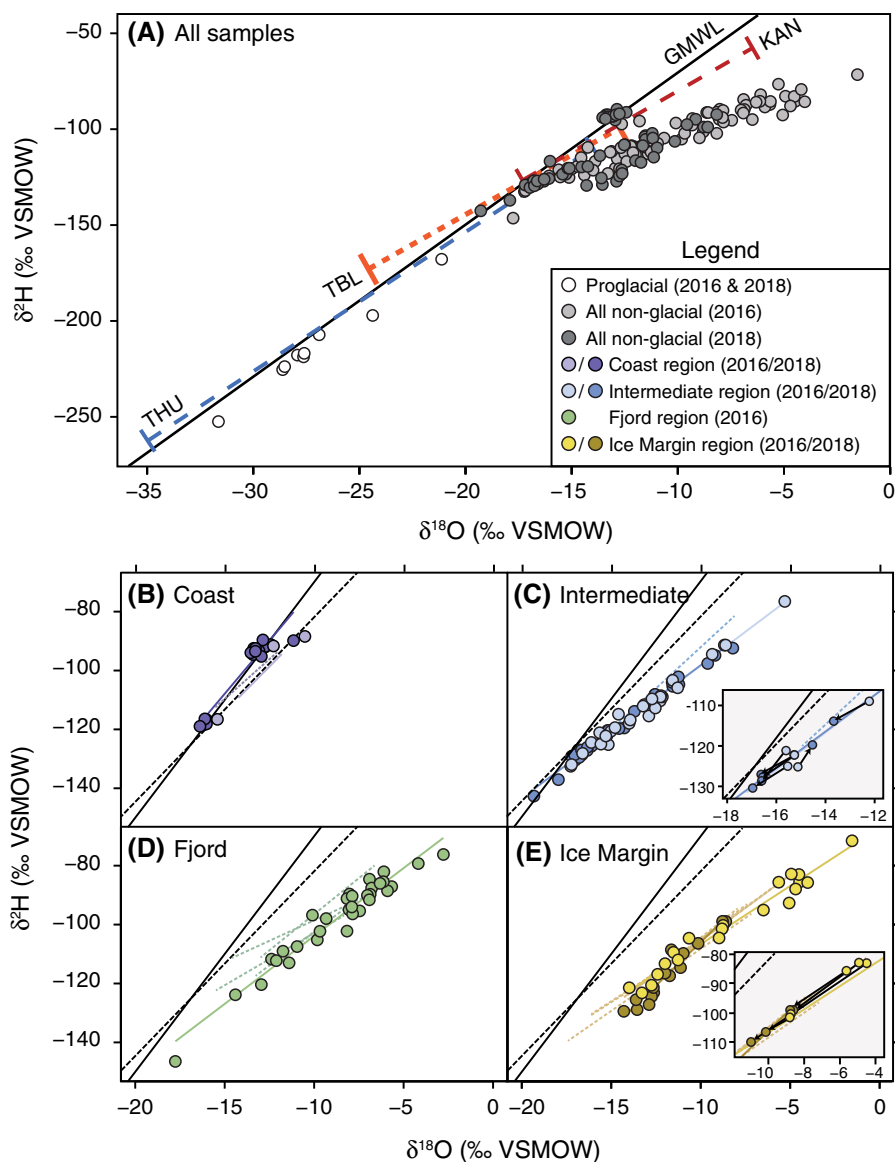 (A) All samples
GMWL
KAN
TBL
THU
−50
−100
−150
−200
−250
δ²H (‰ VSMOW)
−35 −30 −25 −20 −15 −10 −5 0
δ¹⁸O (‰ VSMOW)
Legend
Proglacial (2016 & 2018)
All non-glacial (2016)
All non-glacial (2018)
/ Coast region (2016/2018)
/ Intermediate region (2016/2018)
Fjord region (2016)
/ Ice Margin region (2016/2018)
(B) Coast
−80
−100
−120
−140
(C) Intermediate
-110
-120
-130
−18 −16 −14 −12
(D) Fjord
−80
−100
−120
−140
δ²H (‰ VSMOW)
(E) Ice Margin
−80
−90
−100
−110
−10 −8 −6 −4
−20 −15 −10 −5 0
−20 −15 −10 −5 0
δ¹⁸O (‰ VSMOW)